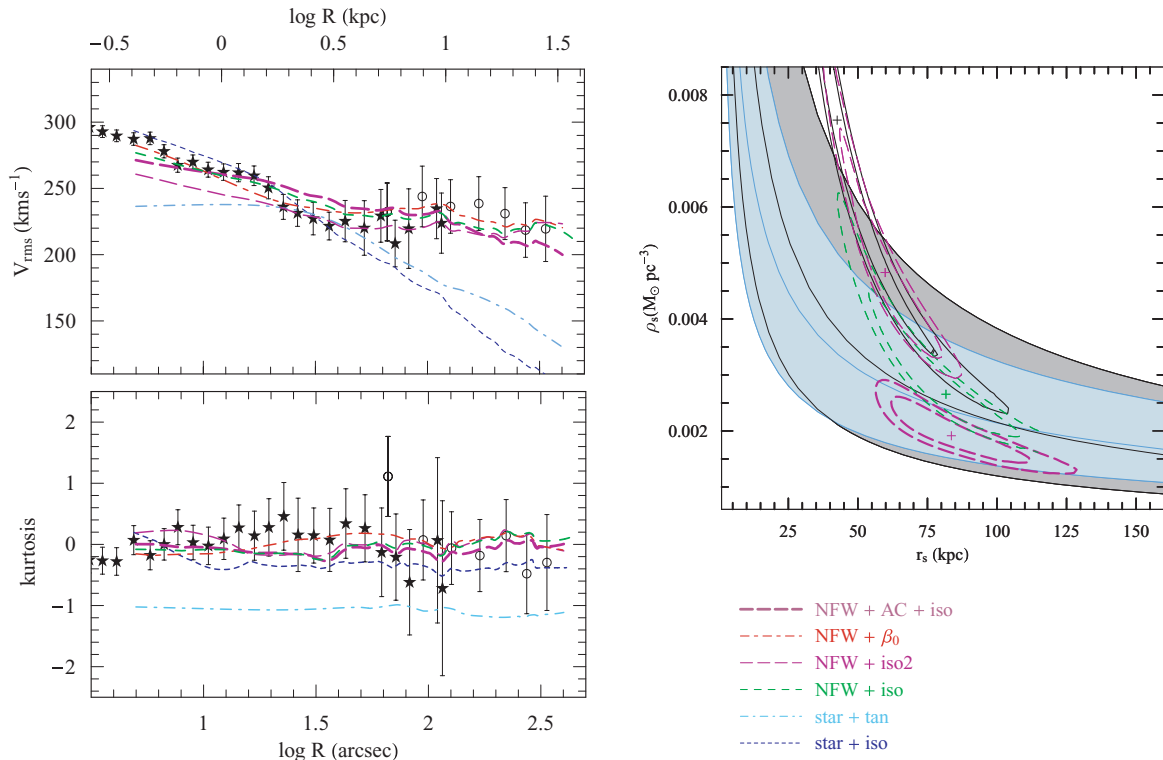 log R (kpc)
−0.5 0 0.5 1 1.5
300
250
200
150
V_rms (kms⁻¹)
2
1
0
−1
−2
kurtosis
1 1.5 2 2.5
log R (arcsec)
0.008
0.006
0.004
0.002
ρ_s(M_⊙ pc⁻³)
25 50 75 100 125 150
r_s (kpc)
NFW + AC + iso
NFW + β₀
NFW + iso2
NFW + iso
star + tan
star + iso